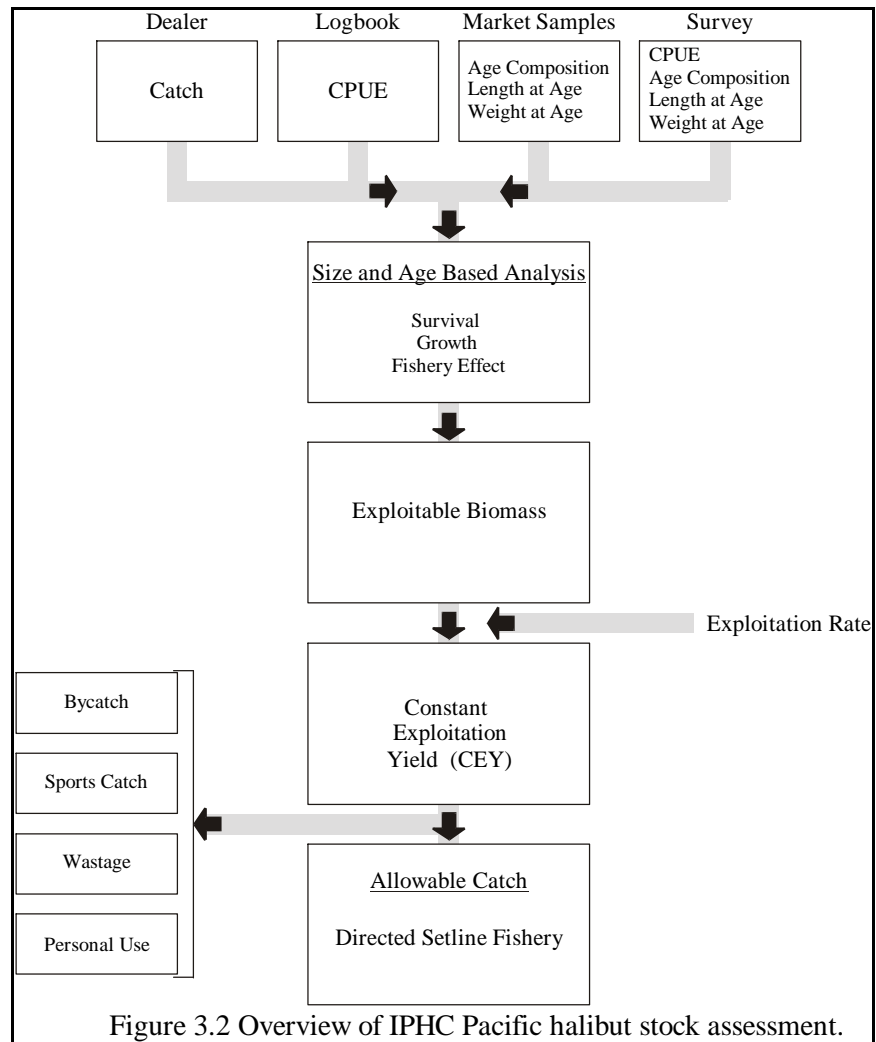 Dealer
Logbook
Market Samples
Survey
Catch
CPUE
Age Composition
Length at Age
Weight at Age
CPUE
Age Composition
Length at Age
Weight at Age
Size and Age Based Analysis
Survival
Growth
Fishery Effect
Exploitable Biomass
Exploitation Rate
Constant
Exploitation
Yield (CEY)
Bycatch
Sports Catch
Wastage
Personal Use
Allowable Catch
Directed Setline Fishery
Figure 3.2 Overview of IPHC Pacific halibut stock assessment.